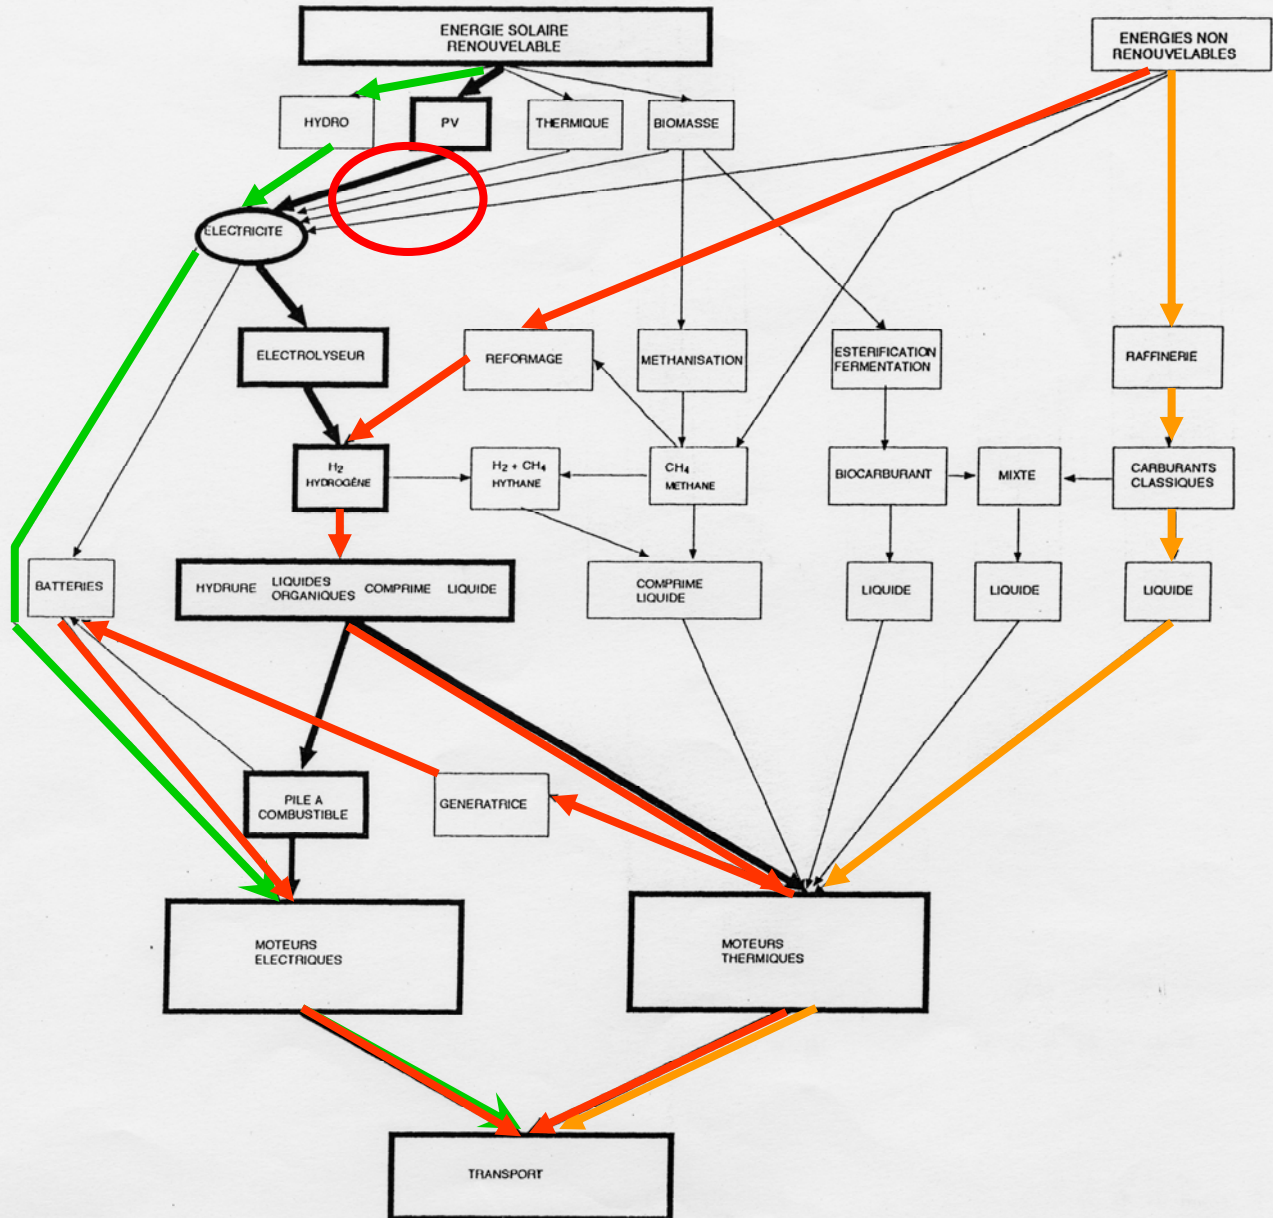 ENERGIE SOLAIRE
RENOUVELABLE
ENERGIES NON
RENOUVELABLES
HYDRO
PV
THERMIQUE
BIOMASSE
ELECTRICITE
ELECTROLYSEUR
REFORMAGE
METHANISATION
ESTERIFICATION
FERMENTATION
RAFFINERIE
H2
HYDROGÈNE
H2 + CH4
HYTHANE
CH4
METHANE
BIOCARBURANT
MIXTE
CARBURANTS
CLASSIQUES
BATTERIES
HYDRURE LIQUIDES ORGANIQUES COMPRIME LIQUIDE
COMPRIME
LIQUIDE
LIQUIDE
LIQUIDE
LIQUIDE
PILE A
COMBUSTIBLE
GENERATRICE
MOTEURS
ELECTRIQUES
MOTEURS
THERMIQUES
TRANSPORT